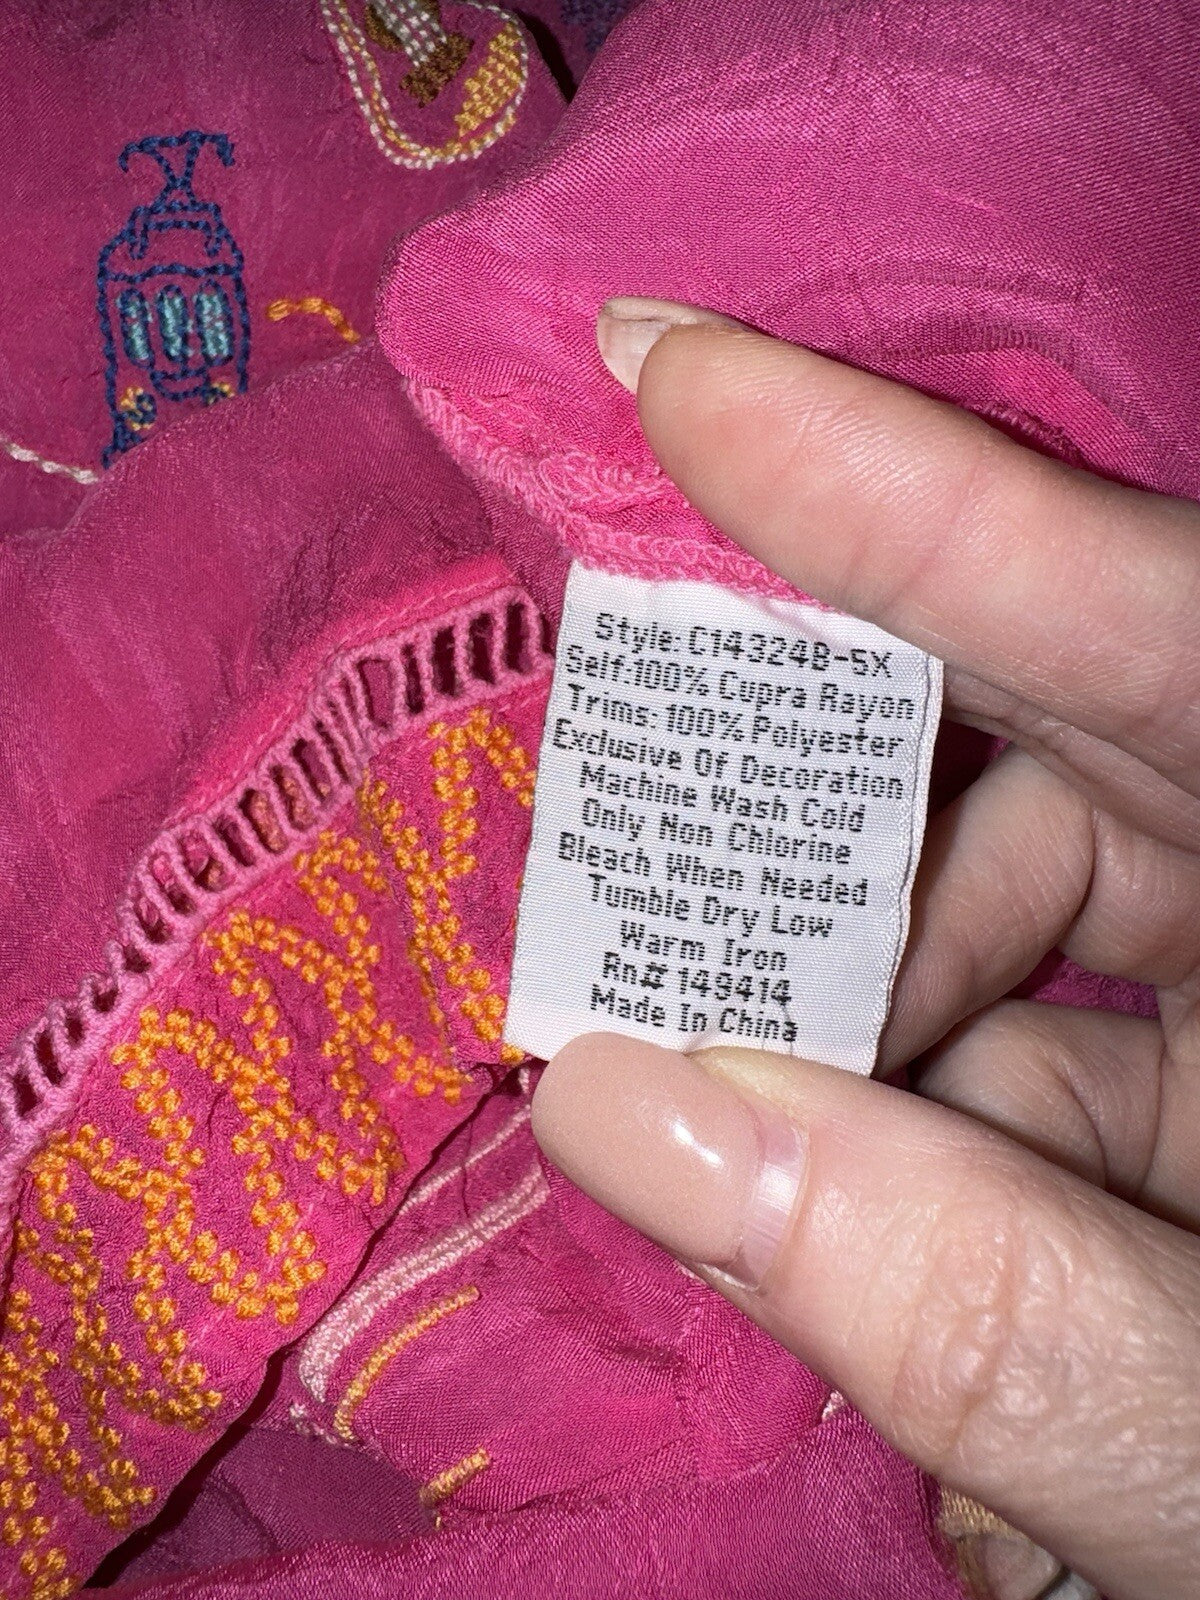 Style: C14324B-5X
Self:100% Cupra Rayon
Trims: 100% Polyester
Exclusive Of Decoration
Machine Wash Cold
Only Non Chlorine
Bleach When Needed
Tumble Dry Low
Warm Iron
Rn# 149414
Made In China